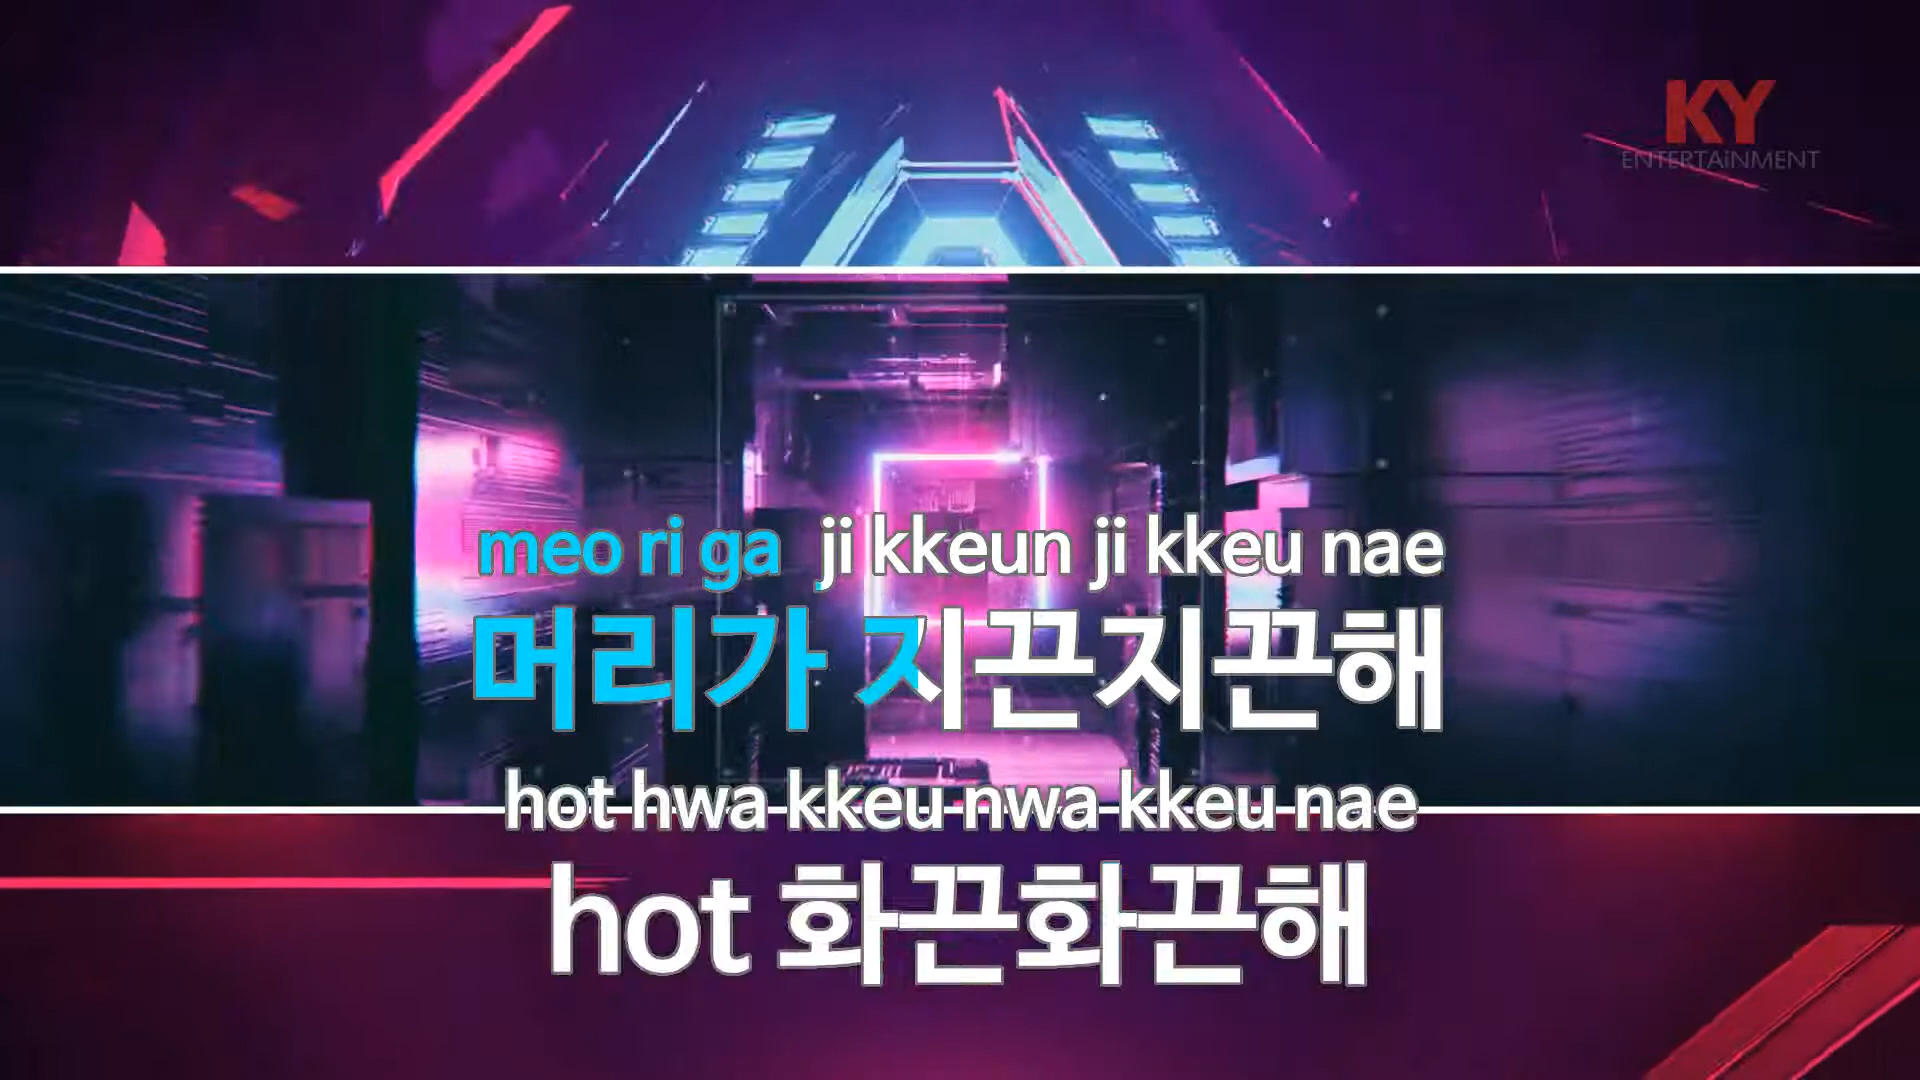 KY
ENTERTAiNMENT
meo ri ga ji kkeun ji kkeu nae
머리가 지끈지끈해
hot hwa kkeu nwa kkeu nae
hot 화끈화끈해